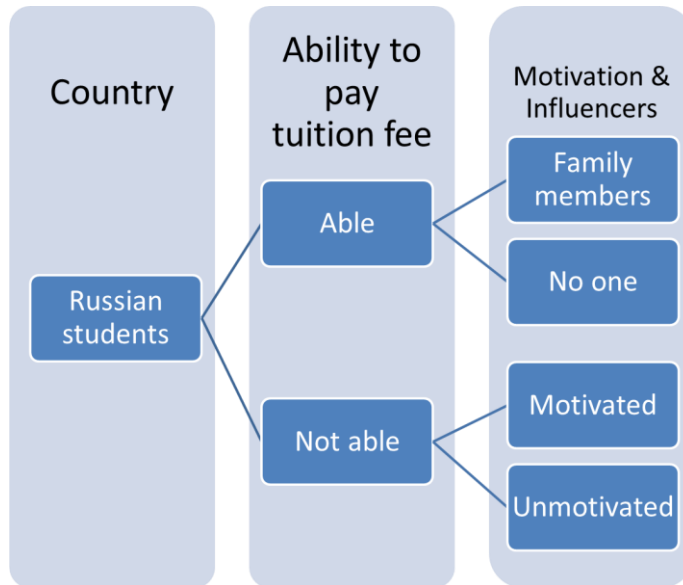 Country
Ability to
pay
tuition fee
Motivation &
Influencers
Russian
students
Able
Not able
Family
members
No one
Motivated
Unmotivated